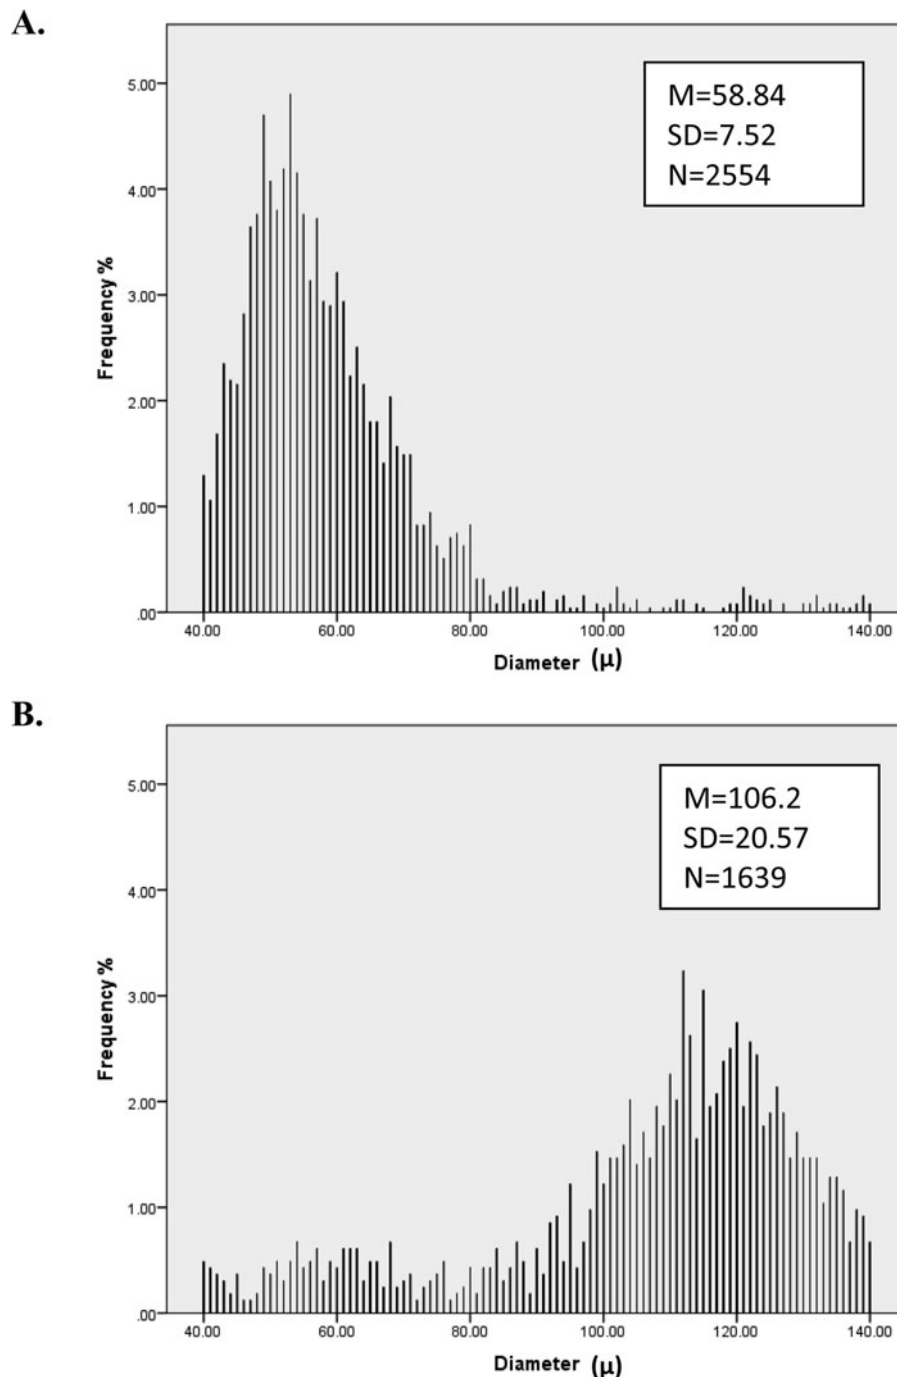 A.
M=58.84
SD=7.52
N=2554
5.00
4.00
3.00
2.00
1.00
.00
Frequency %
40.00 60.00 80.00 100.00 120.00 140.00
Diameter (μ)
B.
M=106.2
SD=20.57
N=1639
5.00
4.00
3.00
2.00
1.00
.00
Frequency %
40.00 60.00 80.00 100.00 120.00 140.00
Diameter (μ)